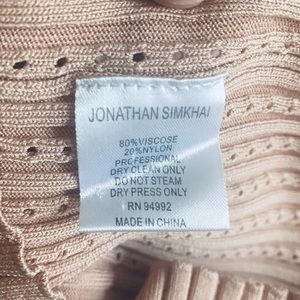 JONATHAN SIMKHAI
80%VISCOSE
20%NYLON
PROFESSIONAL
DRY CLEAN ONLY
DO NOT STEAM
DRY PRESS ONLY
RN 94992
MADE IN CHINA